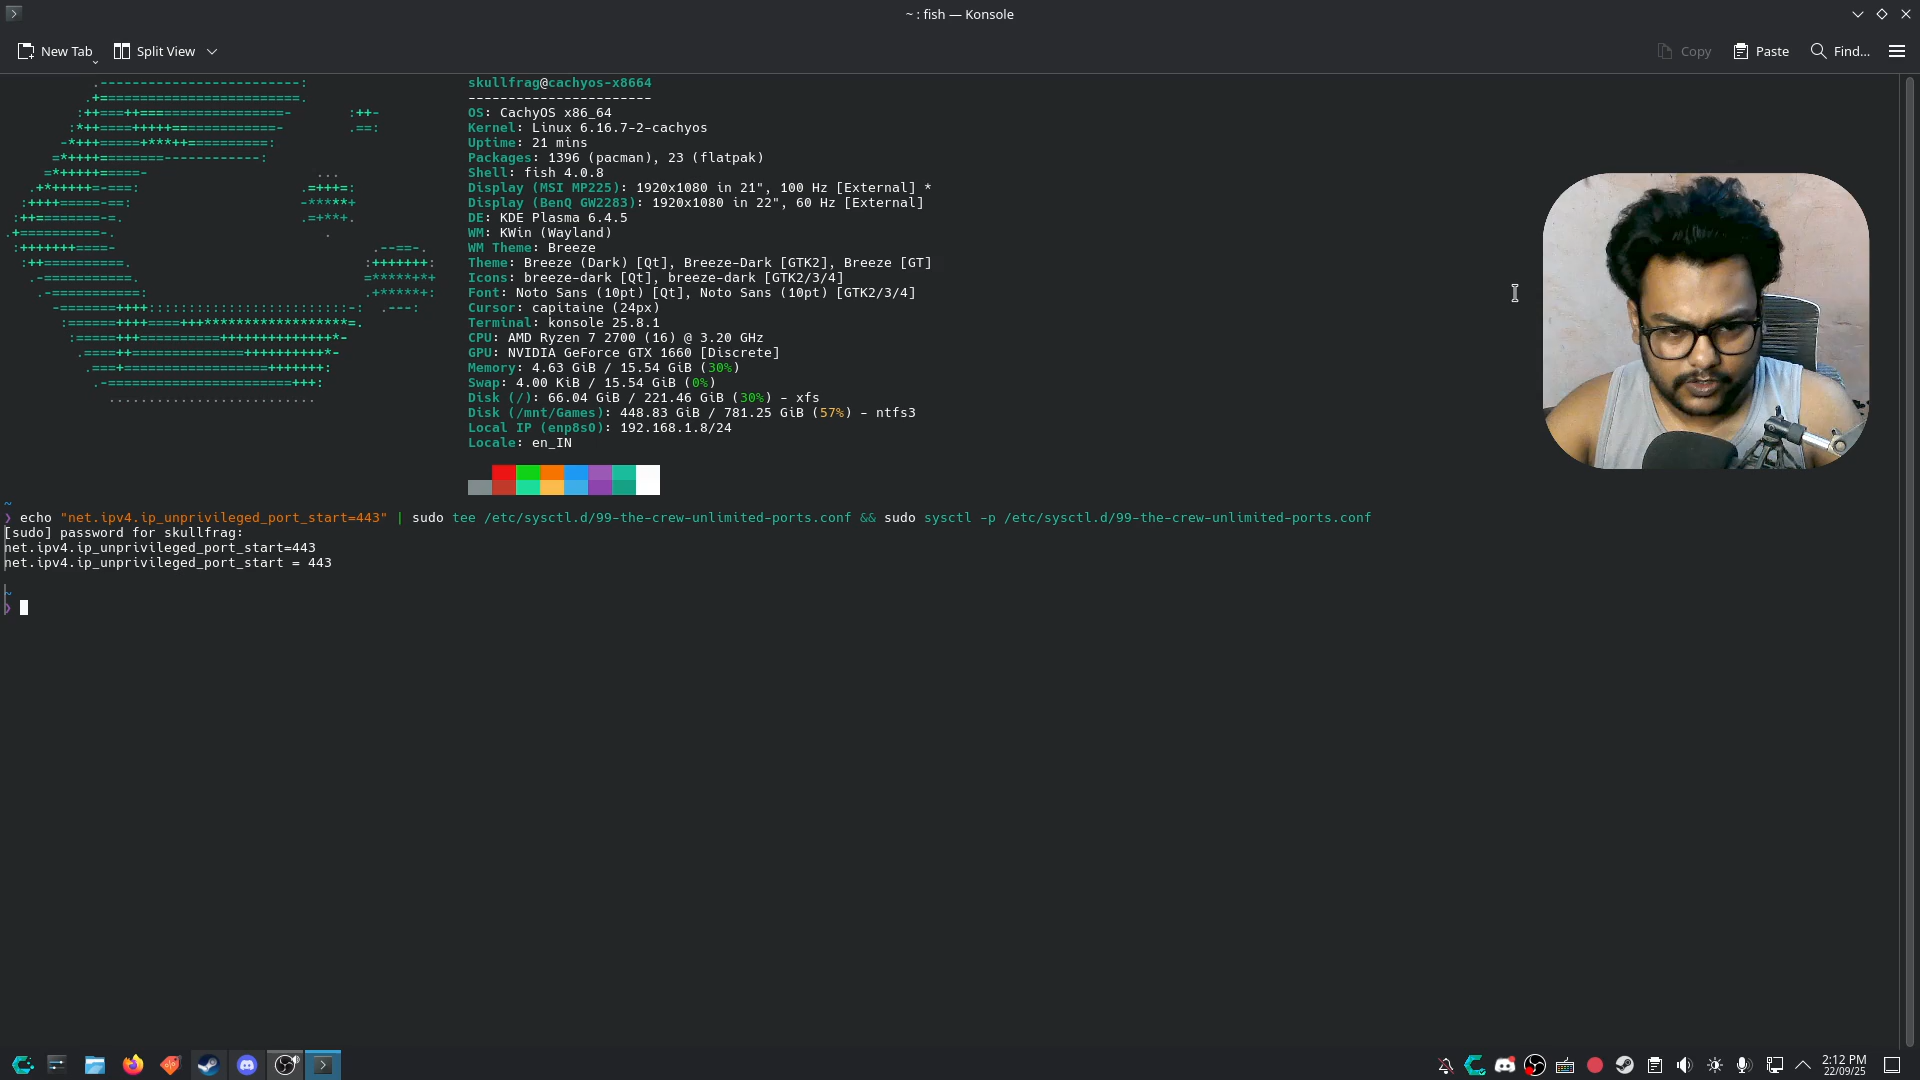 ~ : fish — Konsole
New Tab
Split View
Copy
Paste
Find...
skullfrag@cachyos-x8664
-----------------------
OS: CachyOS x86_64
Kernel: Linux 6.16.7-2-cachyos
Uptime: 21 mins
Packages: 1396 (pacman), 23 (flatpak)
Shell: fish 4.0.8
Display (MSI MP225): 1920x1080 in 21", 100 Hz [External] *
Display (BenQ GW2283): 1920x1080 in 22", 60 Hz [External]
DE: KDE Plasma 6.4.5
WM: KWin (Wayland)
WM Theme: Breeze
Theme: Breeze (Dark) [Qt], Breeze-Dark [GTK2], Breeze [GT]
Icons: breeze-dark [Qt], breeze-dark [GTK2/3/4]
Font: Noto Sans (10pt) [Qt], Noto Sans (10pt) [GTK2/3/4]
Cursor: capitaine (24px)
Terminal: konsole 25.8.1
CPU: AMD Ryzen 7 2700 (16) @ 3.20 GHz
GPU: NVIDIA GeForce GTX 1660 [Discrete]
Memory: 4.63 GiB / 15.54 GiB (30%)
Swap: 4.00 KiB / 15.54 GiB (0%)
Disk (/): 66.04 GiB / 221.46 GiB (30%) - xfs
Disk (/mnt/Games): 448.83 GiB / 781.25 GiB (57%) - ntfs3
Local IP (enp8s0): 192.168.1.8/24
Locale: en_IN
~
❯ echo "net.ipv4.ip_unprivileged_port_start=443" | sudo tee /etc/sysctl.d/99-the-crew-unlimited-ports.conf && sudo sysctl -p /etc/sysctl.d/99-the-crew-unlimited-ports.conf
[sudo] password for skullfrag:
net.ipv4.ip_unprivileged_port_start=443
net.ipv4.ip_unprivileged_port_start = 443
~
❯
2:12 PM
22/09/25